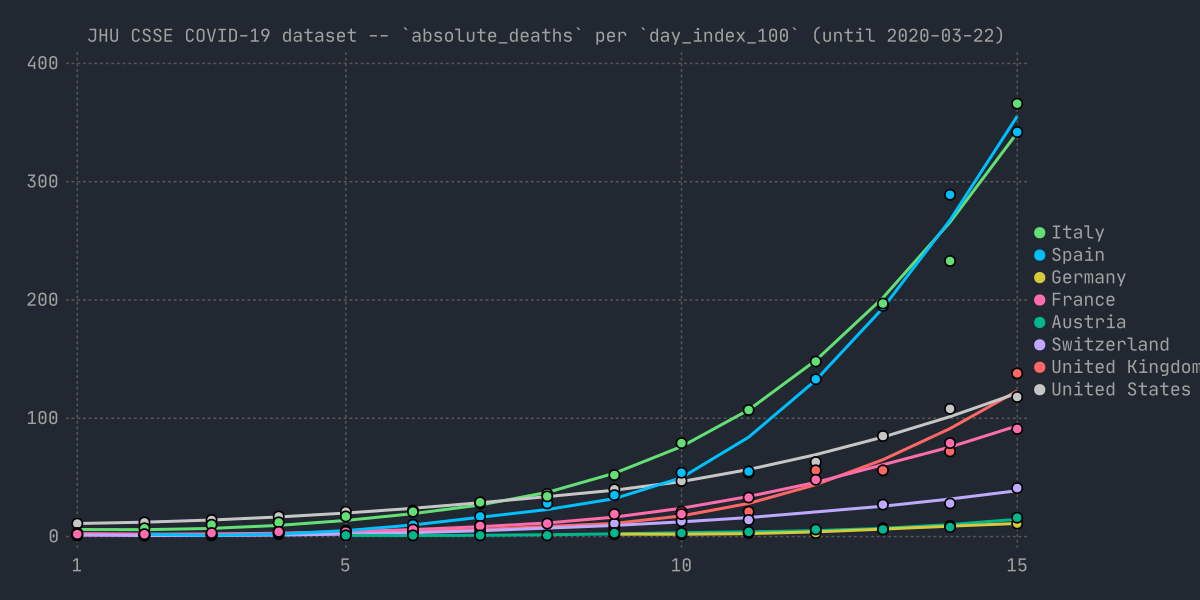 JHU CSSE COVID-19 dataset -- `absolute_deaths` per `day_index_100` (until 2020-03-22)
400
300
200
100
0
1
5
10
15
Italy
Spain
Germany
France
Austria
Switzerland
United Kingdom
United States